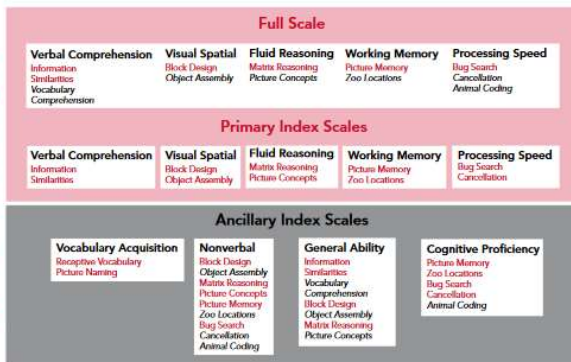 Full Scale
Verbal Comprehension
Information
Similarities
Vocabulary
Comprehension
Visual Spatial
Block Design
Object Assembly
Fluid Reasoning
Matrix Reasoning
Picture Concepts
Working Memory
Picture Memory
Zoo Locations
Processing Speed
Bug Search
Cancellation
Animal Coding
Primary Index Scales
Verbal Comprehension
Information
Similarities
Visual Spatial
Block Design
Object Assembly
Fluid Reasoning
Matrix Reasoning
Picture Concepts
Working Memory
Picture Memory
Zoo Locations
Processing Speed
Bug Search
Cancellation
Ancillary Index Scales
Vocabulary Acquisition
Receptive Vocabulary
Picture Naming
Nonverbal
Block Design
Object Assembly
Matrix Reasoning
Picture Concepts
Picture Memory
Zoo Locations
Bug Search
Cancellation
Animal Coding
General Ability
Information
Similarities
Vocabulary
Comprehension
Block Design
Object Assembly
Matrix Reasoning
Picture Concepts
Cognitive Proficiency
Picture Memory
Zoo Locations
Bug Search
Cancellation
Animal Coding